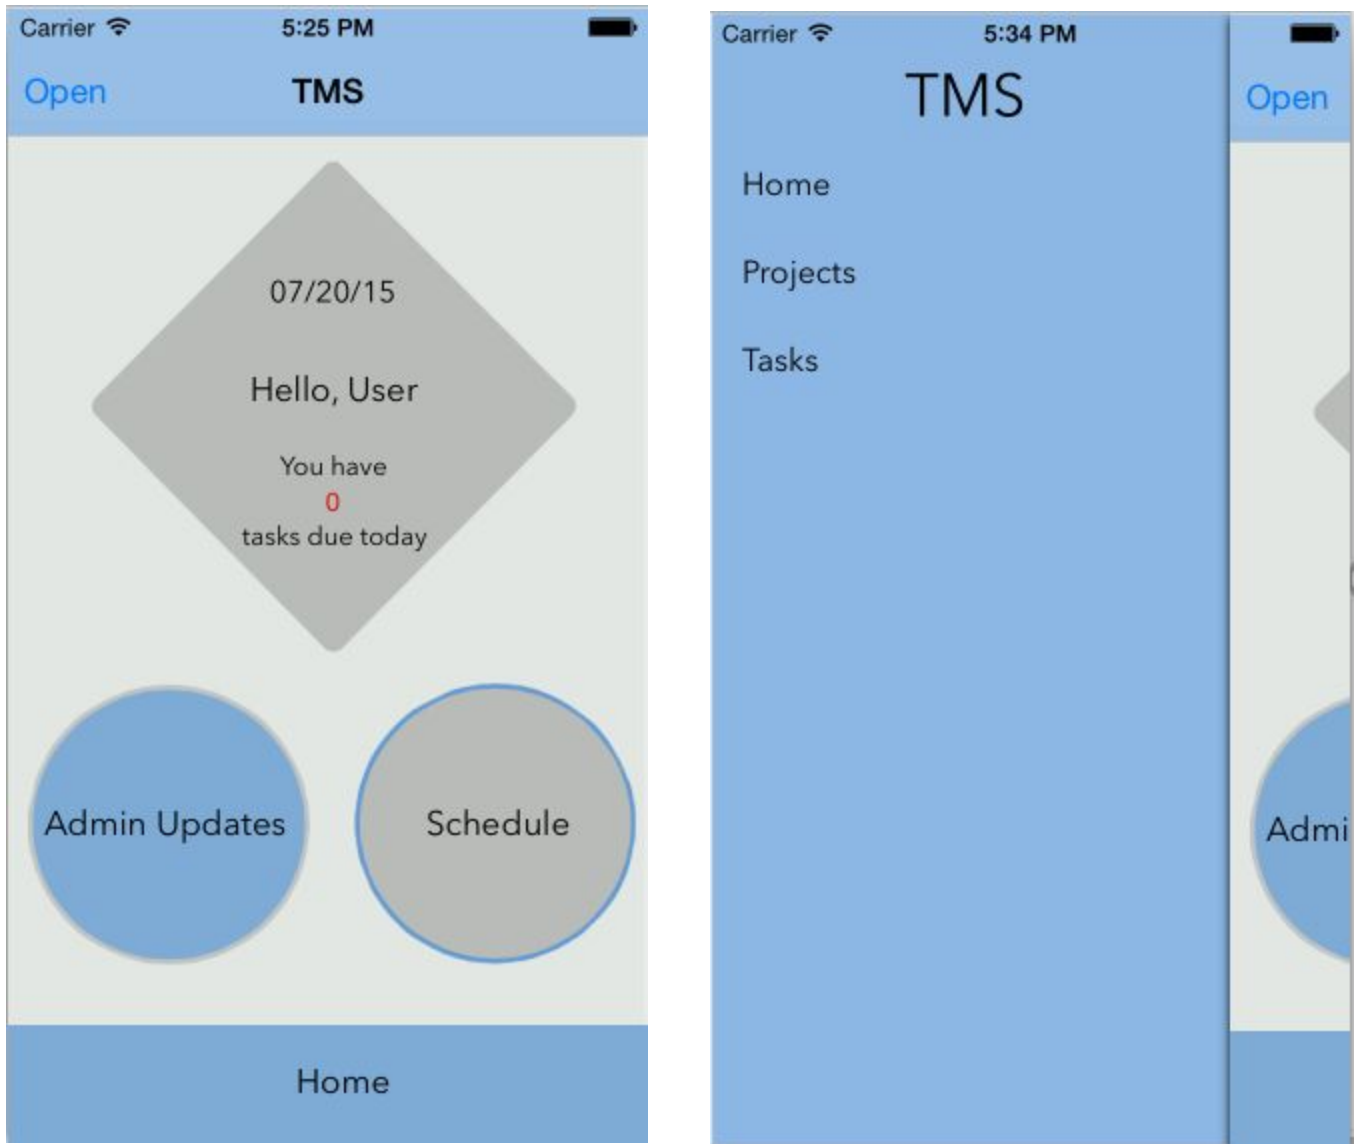 Carrier 5:25 PM
Open TMS
07/20/15
Hello, User
You have
0
tasks due today
Admin Updates
Schedule
Home
Carrier 5:34 PM
TMS
Open
Home
Projects
Tasks
Admi